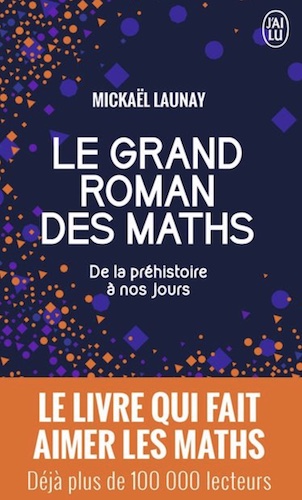 J'AI
LU
MICKAËL LAUNAY
LE GRAND
ROMAN
DES MATHS
De la préhistoire
à nos jours
LE LIVRE QUI FAIT
AIMER LES MATHS
Déjà plus de 100 000 lecteurs